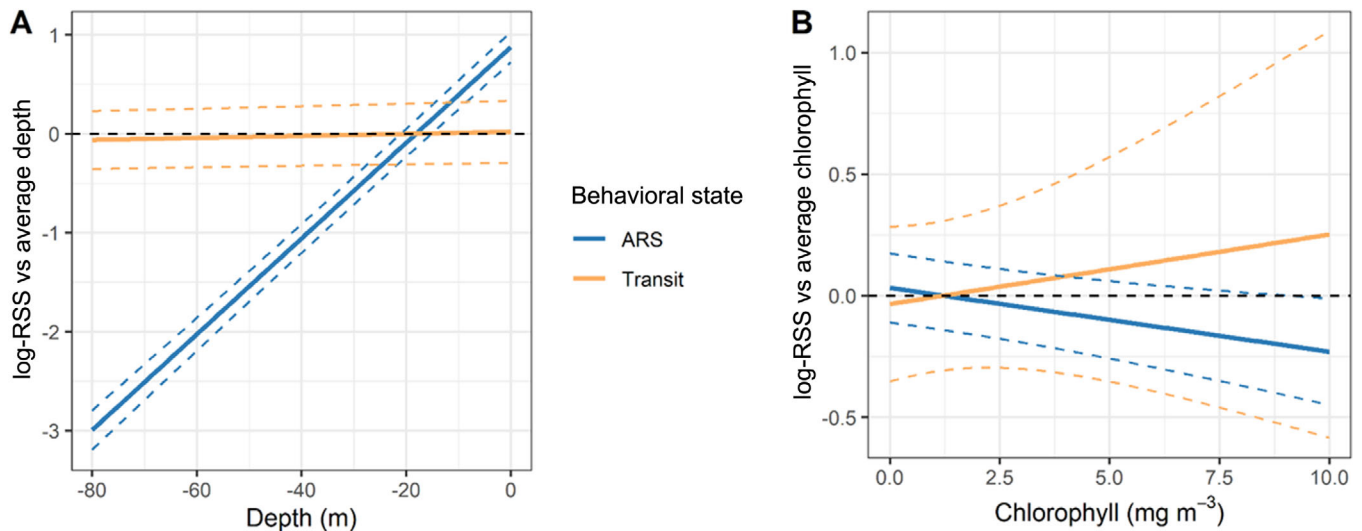 A
log-RSS vs average depth
1
0
-1
-2
-3
-80
-60
-40
-20
0
Depth (m)
Behavioral state
ARS
Transit
B
log-RSS vs average chlorophyll
1.0
0.5
0.0
-0.5
0.0
2.5
5.0
7.5
10.0
Chlorophyll (mg m⁻³)